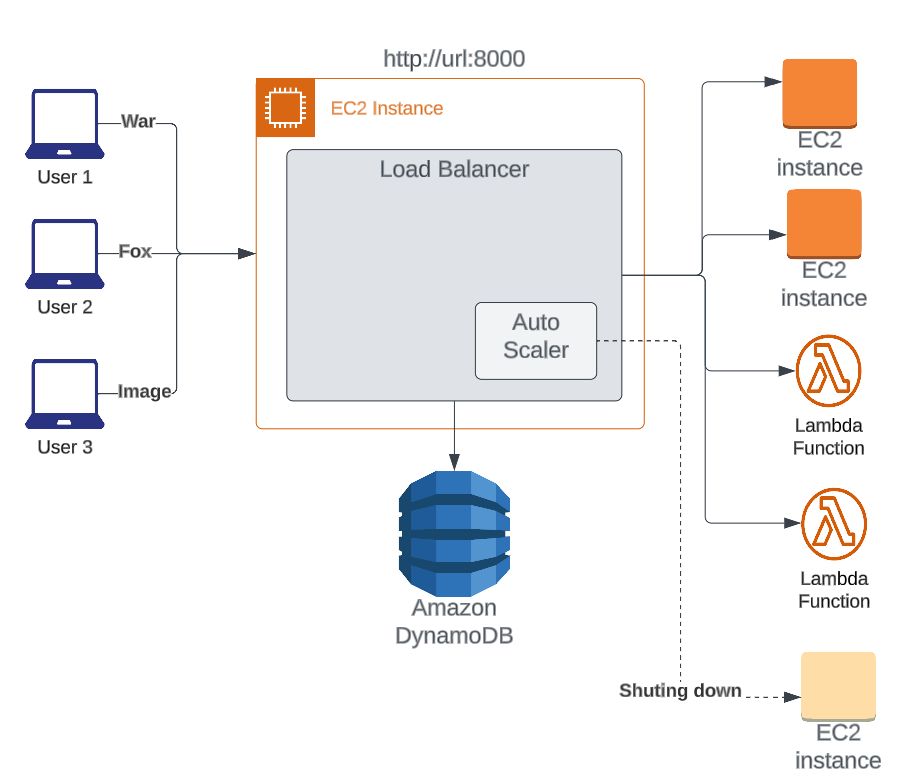 http://url:8000
EC2 Instance
Load Balancer
Auto
Scaler
War
User 1
Fox
User 2
Image
User 3
Amazon
DynamoDB
EC2
instance
EC2
instance
Lambda
Function
Lambda
Function
Shuting down
EC2
instance